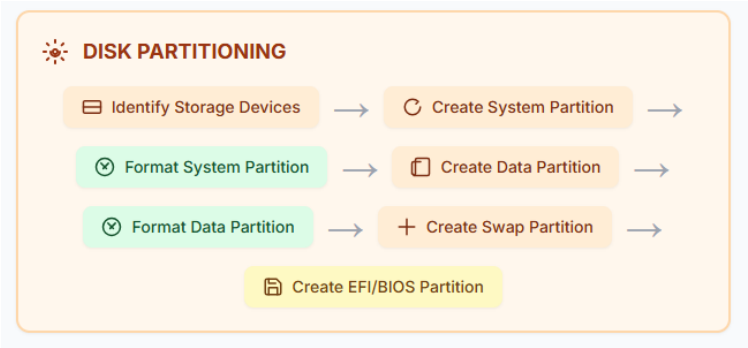 DISK PARTITIONING
Identify Storage Devices → Create System Partition →
Format System Partition → Create Data Partition →
Format Data Partition → Create Swap Partition →
Create EFI/BIOS Partition